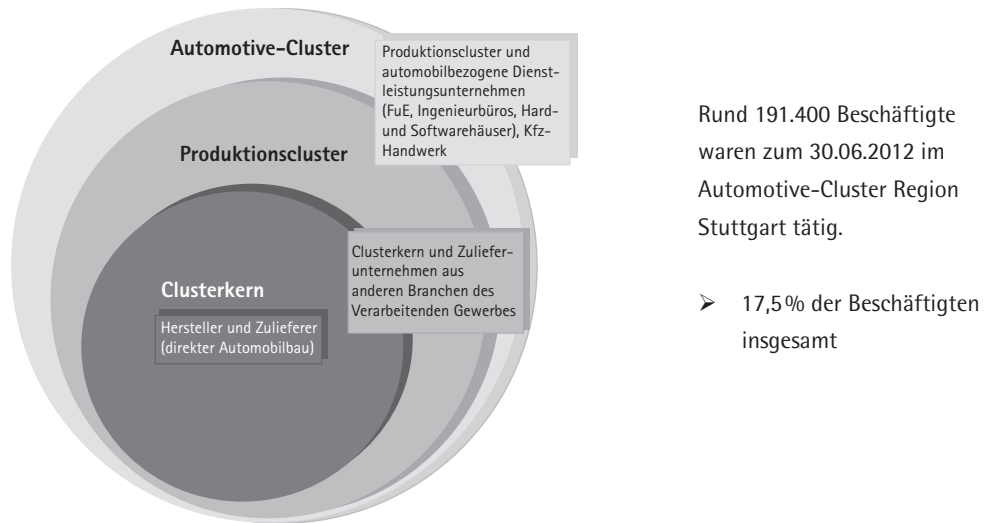 Automotive-Cluster
Produktionscluster und
automobilbezogene Dienst-
leistungsunternehmen
(FuE, Ingenieurbüros, Hard-
und Softwarehäuser), Kfz-
Handwerk
Produktionscluster
Clusterkern und Zuliefer-
unternehmen aus
anderen Branchen des
Verarbeitenden Gewerbes
Clusterkern
Hersteller und Zulieferer
(direkter Automobilbau)
Rund 191.400 Beschäftigte
waren zum 30.06.2012 im
Automotive-Cluster Region
Stuttgart tätig.
➢ 17,5% der Beschäftigten
insgesamt